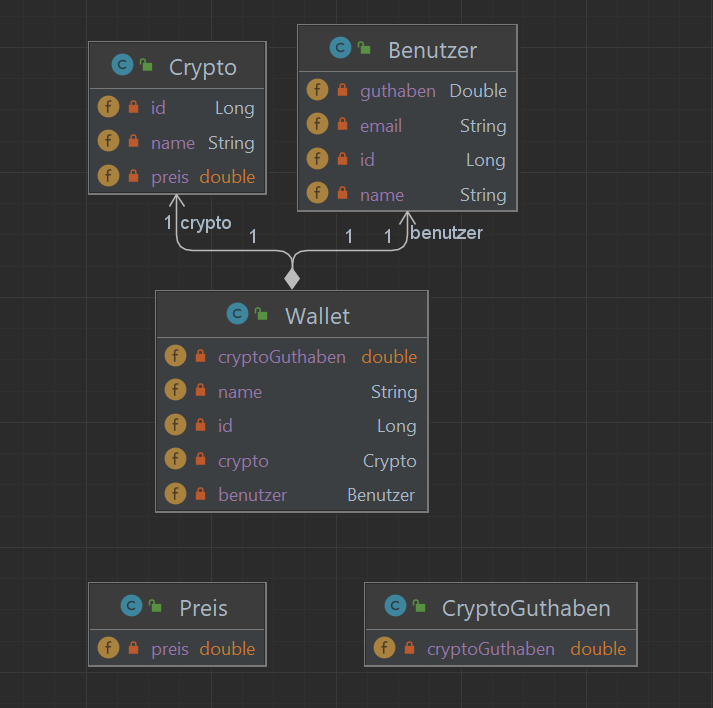 Crypto
id Long
name String
preis double
Benutzer
guthaben Double
email String
id Long
name String
1 crypto
1
1
1 benutzer
Wallet
cryptoGuthaben double
name String
id Long
crypto Crypto
benutzer Benutzer
Preis
preis double
CryptoGuthaben
cryptoGuthaben double